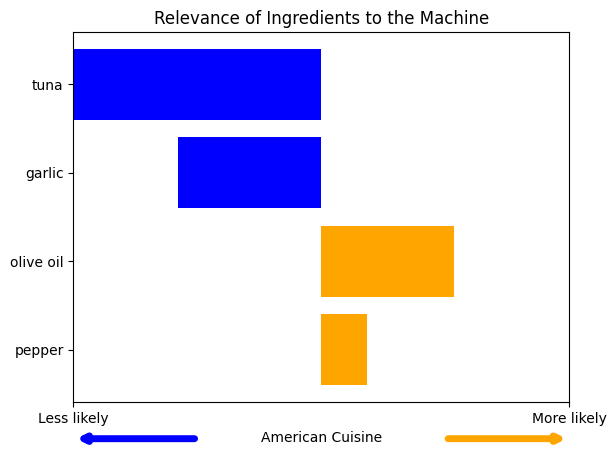 Relevance of Ingredients to the Machine
tuna
garlic
olive oil
pepper
Less likely
More likely
American Cuisine